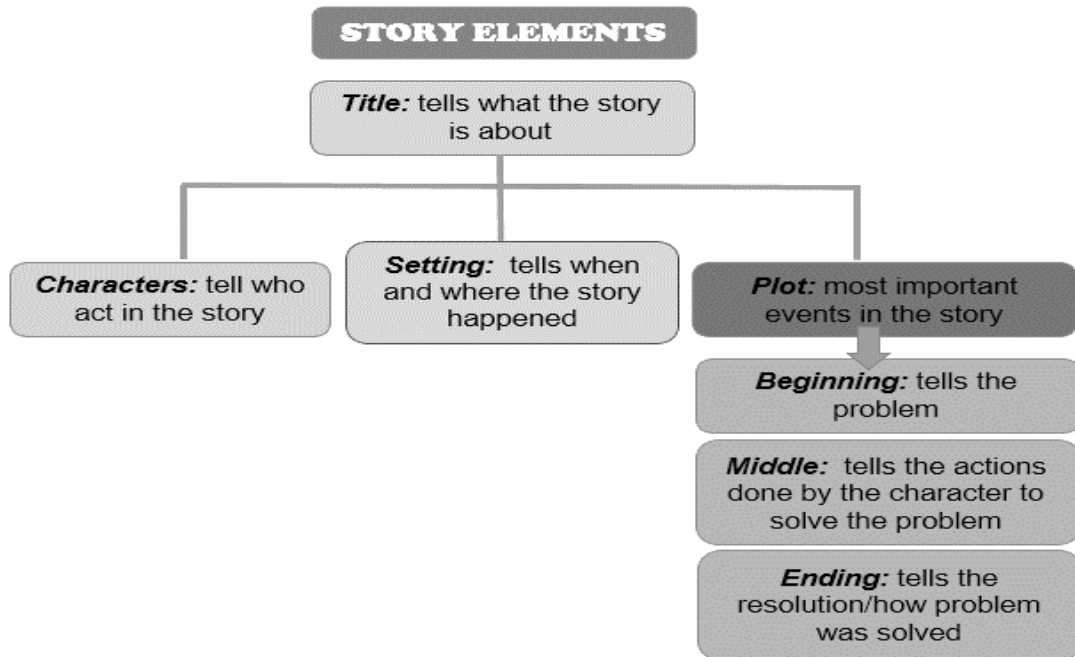 STORY ELEMENTS
Title: tells what the story
is about
Characters: tell who
act in the story
Setting: tells when
and where the story
happened
Plot: most important
events in the story
Beginning: tells the
problem
Middle: tells the actions
done by the character to
solve the problem
Ending: tells the
resolution/how problem
was solved